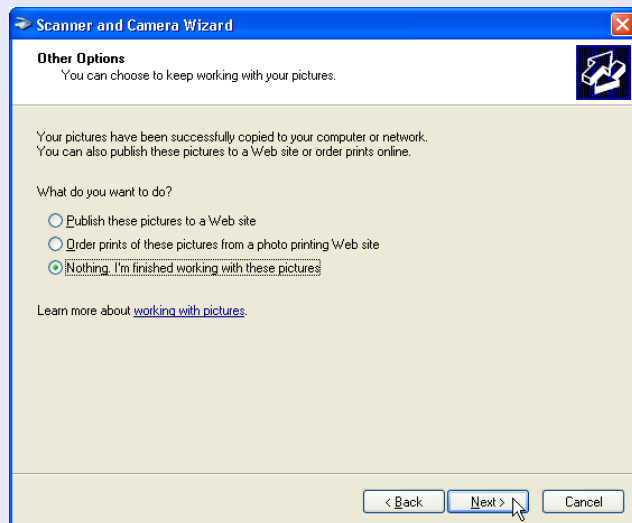 Scanner and Camera Wizard
Other Options
You can choose to keep working with your pictures.
Your pictures have been successfully copied to your computer or network.
You can also publish these pictures to a Web site or order prints online.
What do you want to do?
Publish these pictures to a Web site
Order prints of these pictures from a photo printing Web site
Nothing. I'm finished working with these pictures
Learn more about working with pictures.
< Back Next > Cancel